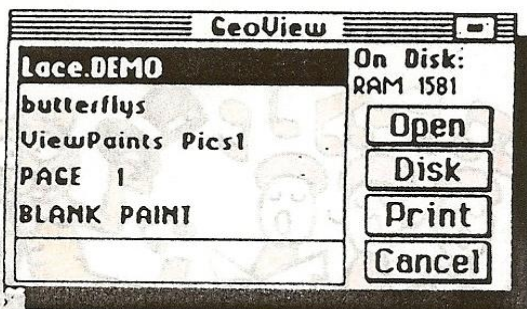 GeoView
Lace.DEMO
butterflys
ViewPaints Pics1
PAGE 1
BLANK PAINT
On Disk:
RAM 1581
Open
Disk
Print
Cancel